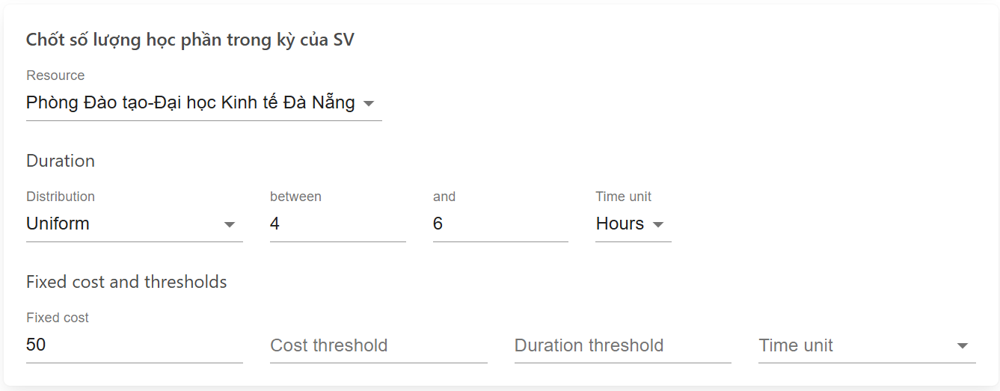 Chốt số lượng học phần trong kỳ của SV
Resource
Phòng Đào tạo-Đại học Kinh tế Đà Nẵng
Duration
Distribution between and Time unit
Uniform 4 6 Hours
Fixed cost and thresholds
Fixed cost
50 Cost threshold Duration threshold Time unit